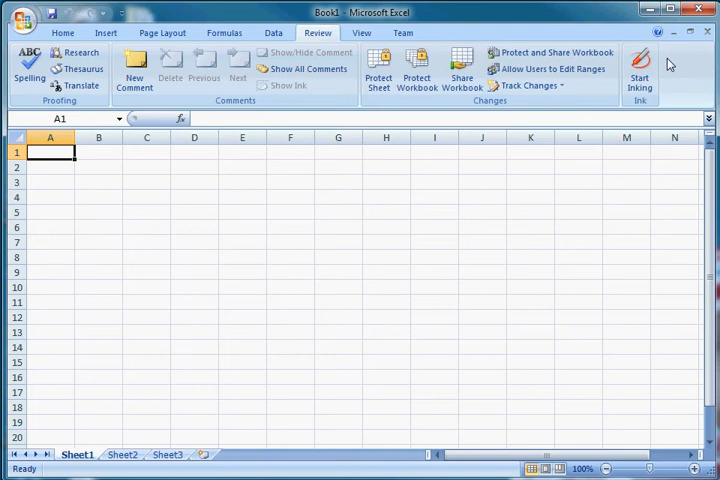 Book1 - Microsoft Excel
Home Insert Page Layout Formulas Data Review View Team
ABC Spelling Research Thesaurus Translate Proofing
New Comment Delete Previous Next Show/Hide Comment Show All Comments Show Ink Comments
Protect Sheet Protect Workbook Share Workbook Protect and Share Workbook Allow Users to Edit Ranges Track Changes Changes
Start Inking Ink
A1 fx
A B C D E F G H I J K L M N
1
2
3
4
5
6
7
8
9
10
11
12
13
14
15
16
17
18
19
20
Sheet1 Sheet2 Sheet3
Ready 100%